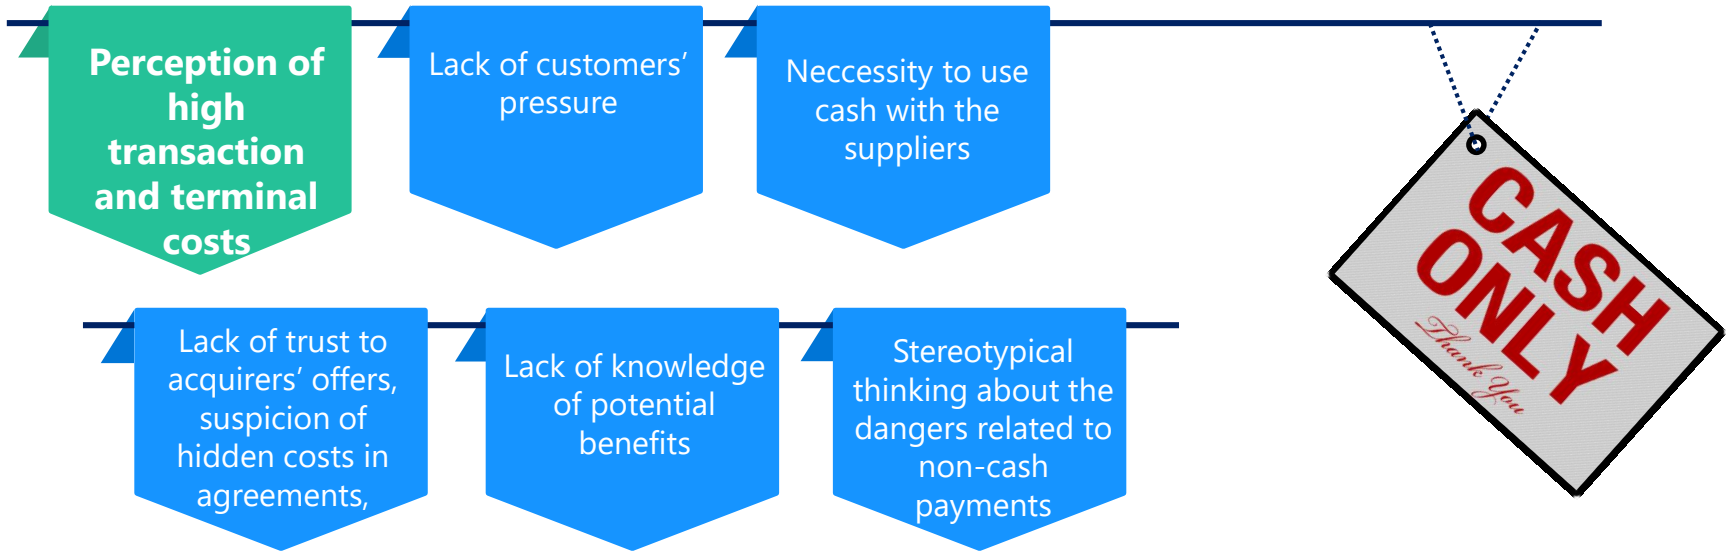 Perception of
high
transaction
and terminal
costs
Lack of customers’
pressure
Neccessity to use
cash with the
suppliers
CASH
ONLY
Thank You
Lack of trust to
acquirers’ offers,
suspicion of
hidden costs in
agreements,
Lack of knowledge
of potential
benefits
Stereotypical
thinking about the
dangers related to
non-cash
payments